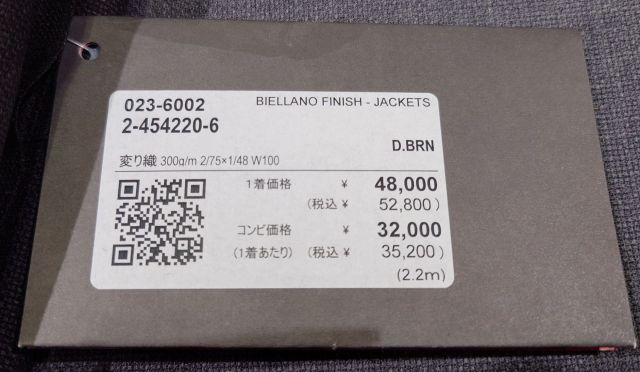 023-6002 BIELLANO FINISH - JACKETS
2-454220-6
D.BRN
変り織 300g/m 2/75×1/48 W100
1着価格 ¥ 48,000
(税込 ¥ 52,800 )
コンビ価格 ¥ 32,000
(1着あたり) (税込 ¥ 35,200 )
(2.2m)